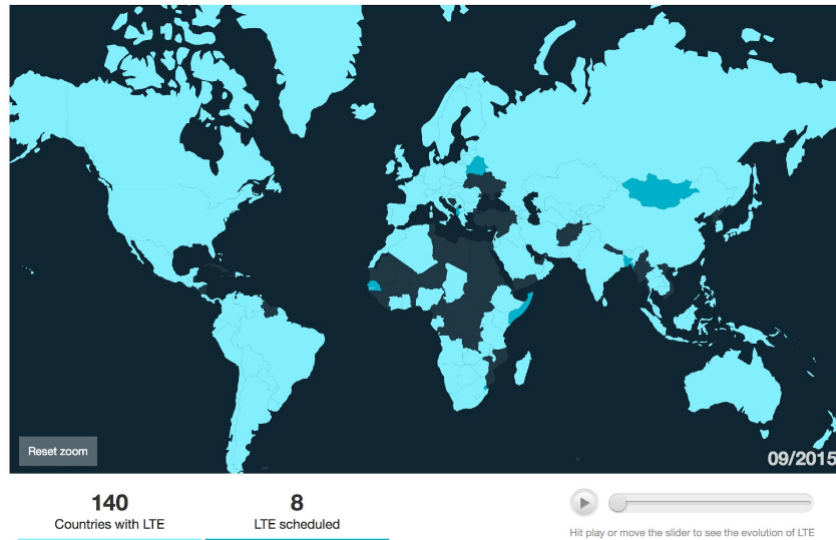 Reset zoom
09/2015
140
Countries with LTE
8
LTE scheduled
Hit play or move the slider to see the evolution of LTE